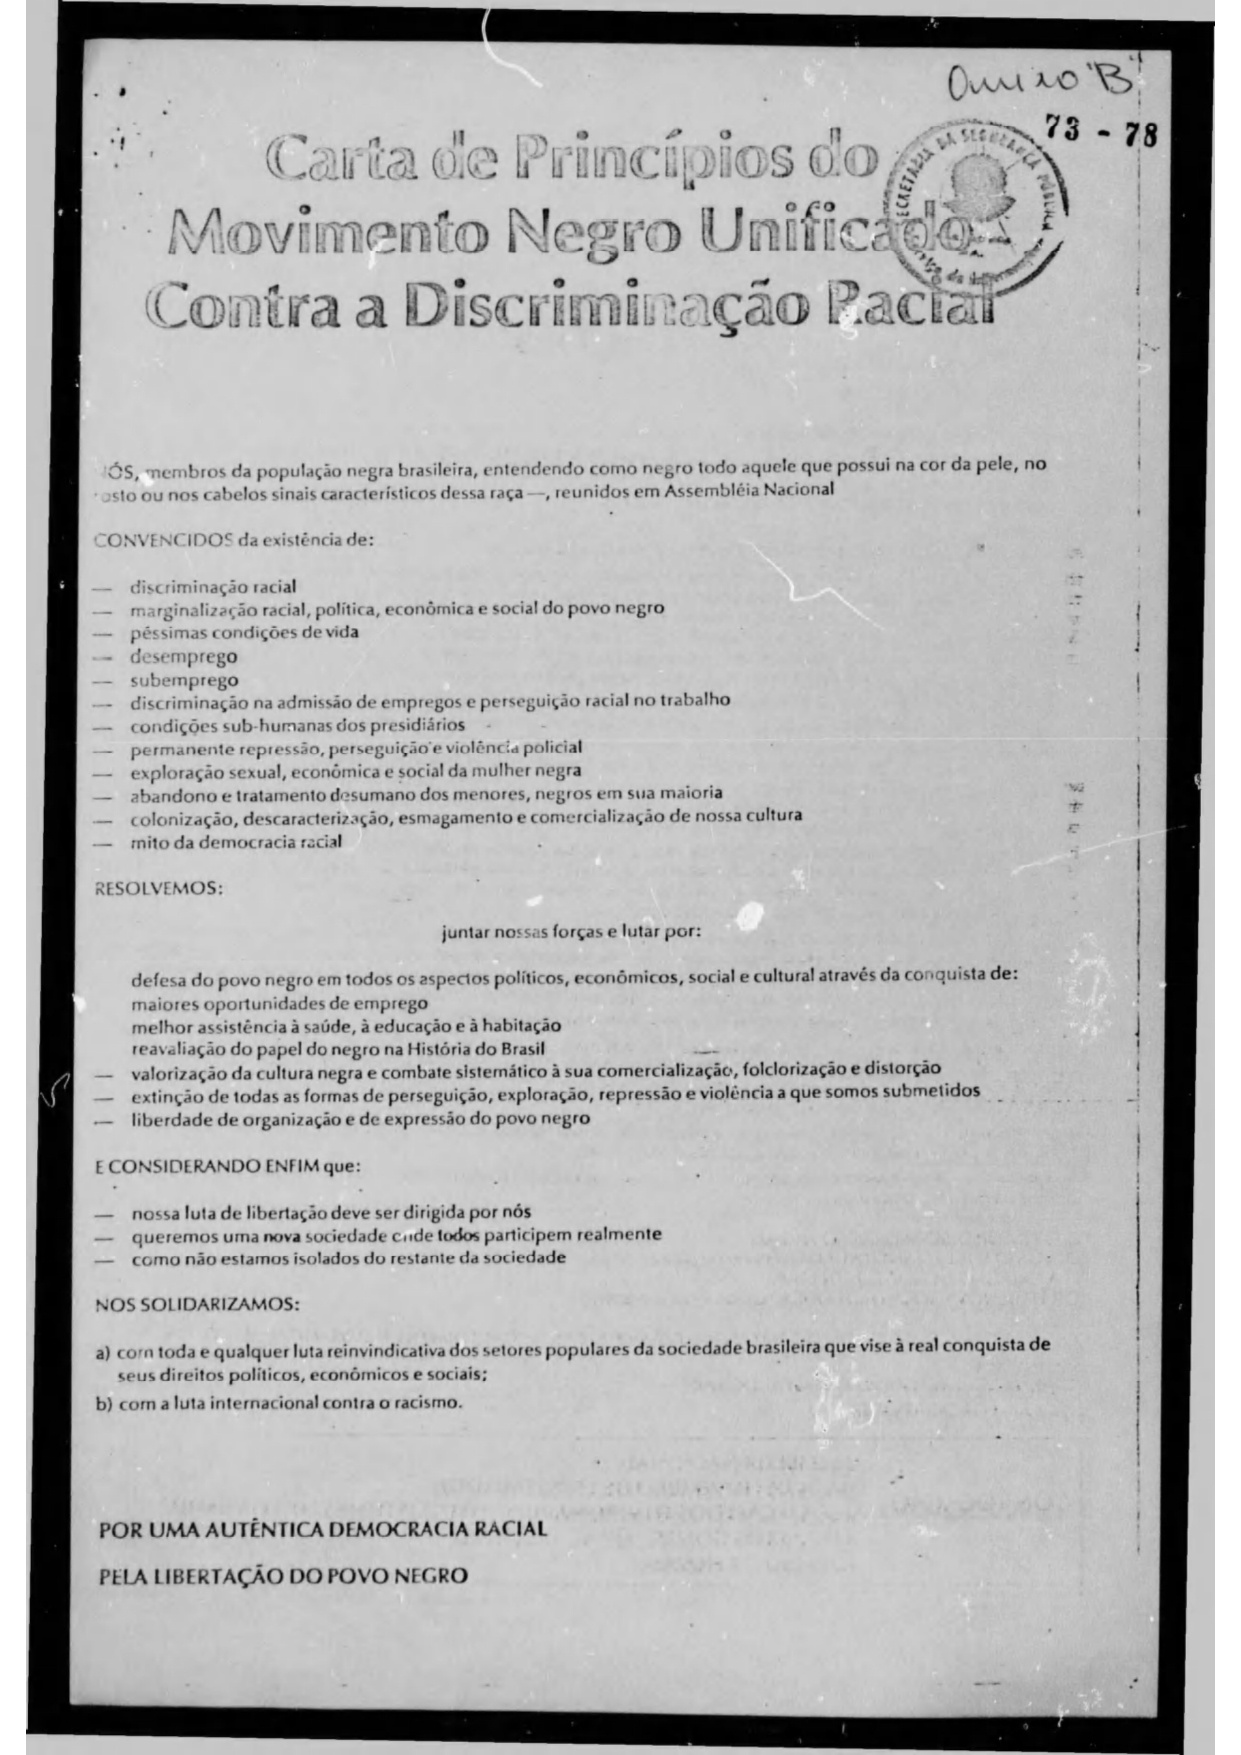 Anexo "B"
73 - 78
SECRETARIA DA SEGURANÇA PÚBLICA
Carta de Princípios do
Movimento Negro Unificado
Contra a Discriminação Racial
ÓS, membros da população negra brasileira, entendendo como negro todo aquele que possui na cor da pele, no
osto ou nos cabelos sinais característicos dessa raça —, reunidos em Assembléia Nacional
CONVENCIDOS da existência de:
— discriminação racial
— marginalização racial, política, econômica e social do povo negro
— péssimas condições de vida
— desemprego
— subemprego
— discriminação na admissão de empregos e perseguição racial no trabalho
— condições sub-humanas dos presidiários
— permanente repressão, perseguição e violência policial
— exploração sexual, econômica e social da mulher negra
— abandono e tratamento desumano dos menores, negros em sua maioria
— colonização, descaracterização, esmagamento e comercialização de nossa cultura
— mito da democracia racial
RESOLVEMOS:
juntar nossas forças e lutar por:
defesa do povo negro em todos os aspectos políticos, econômicos, social e cultural através da conquista de:
maiores oportunidades de emprego
melhor assistência à saúde, à educação e à habitação
reavaliação do papel do negro na História do Brasil
— valorização da cultura negra e combate sistemático à sua comercialização, folclorização e distorção
— extinção de todas as formas de perseguição, exploração, repressão e violência a que somos submetidos
— liberdade de organização e de expressão do povo negro
E CONSIDERANDO ENFIM que:
— nossa luta de libertação deve ser dirigida por nós
— queremos uma nova sociedade onde todos participem realmente
— como não estamos isolados do restante da sociedade
NOS SOLIDARIZAMOS:
a) com toda e qualquer luta reinvindicativa dos setores populares da sociedade brasileira que vise à real conquista de
seus direitos políticos, econômicos e sociais;
b) com a luta internacional contra o racismo.
POR UMA AUTÊNTICA DEMOCRACIA RACIAL
PELA LIBERTAÇÃO DO POVO NEGRO